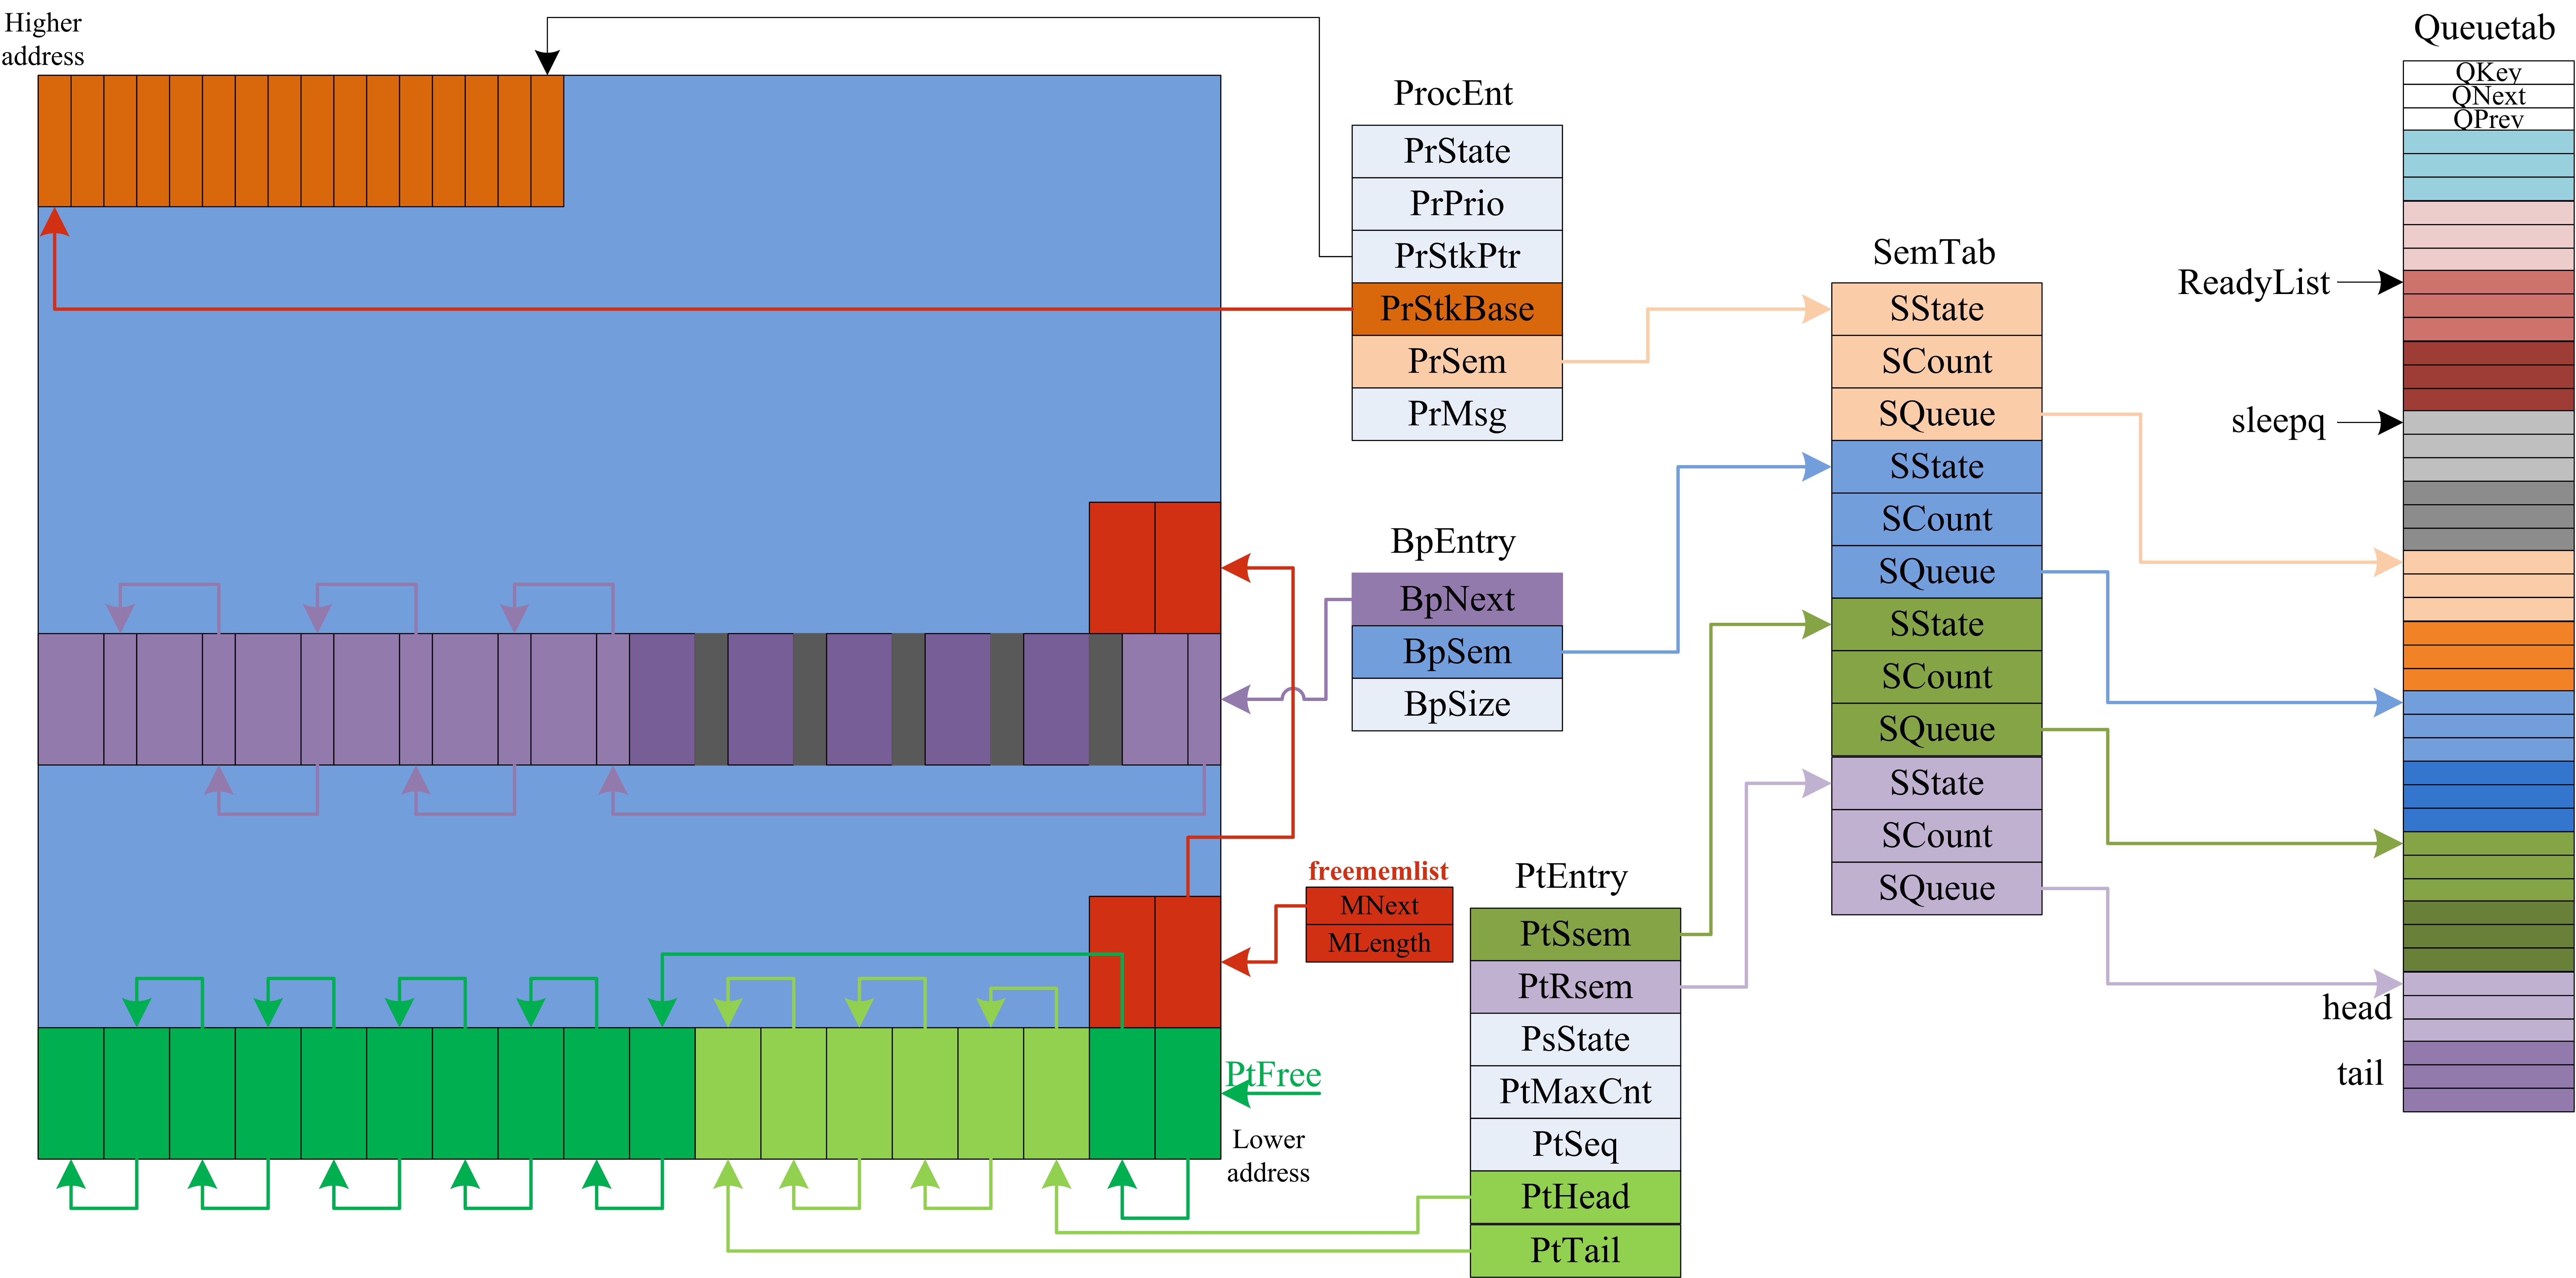 Higher
address
ProcEnt
PrState
PrPrio
PrStkPtr
PrStkBase
PrSem
PrMsg
BpEntry
BpNext
BpSem
BpSize
freememlist
MNext
MLength
PtFree
Lower
address
PtEntry
PtSsem
PtRsem
PsState
PtMaxCnt
PtSeq
PtHead
PtTail
SemTab
SState
SCount
SQueue
SState
SCount
SQueue
SState
SCount
SQueue
SState
SCount
SQueue
Queuetab
QKey
QNext
QPrev
ReadyList
sleepq
head
tail